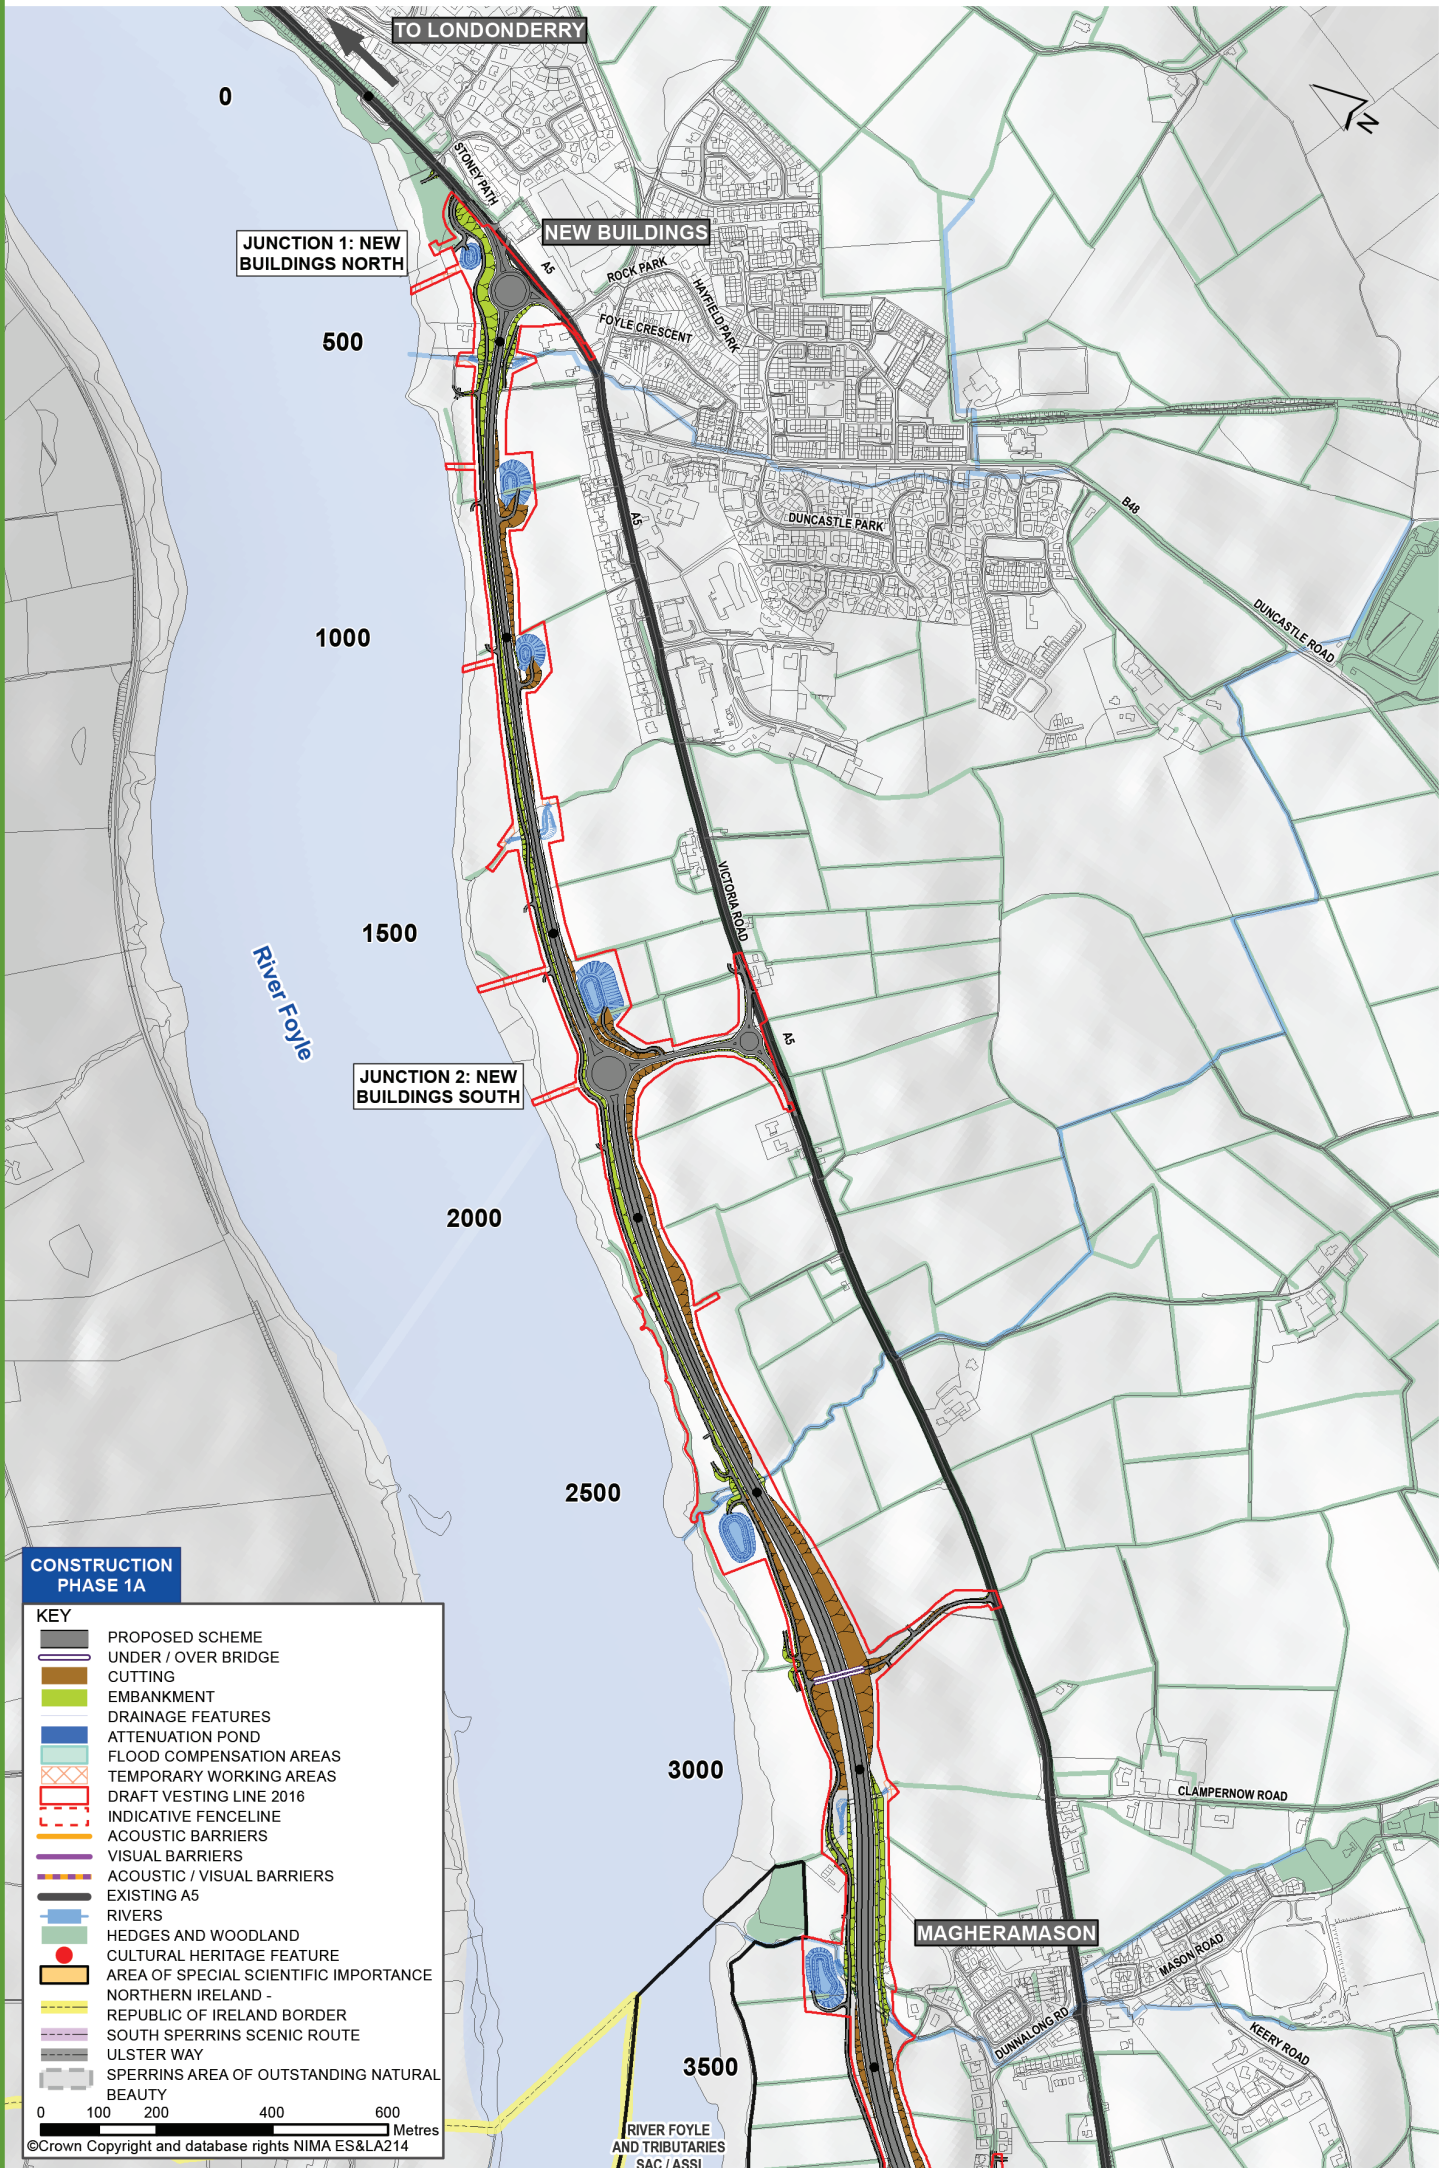 TO LONDONDERRY
0
N
STONEY PATH
NEW BUILDINGS
JUNCTION 1: NEW
BUILDINGS NORTH
A5
ROCK PARK
HAYFIELD PARK
FOYLE CRESCENT
500
B48
A5
DUNCASTLE PARK
DUNCASTLE ROAD
1000
VICTORIA ROAD
1500
River Foyle
A5
JUNCTION 2: NEW
BUILDINGS SOUTH
2000
2500
3000
CLAMPERNOW ROAD
MAGHERAMASON
MASON ROAD
DUNNALONG RD
KEERY ROAD
3500
RIVER FOYLE
AND TRIBUTARIES
SAC / ASSI
CONSTRUCTION
PHASE 1A
KEY
PROPOSED SCHEME
UNDER / OVER BRIDGE
CUTTING
EMBANKMENT
DRAINAGE FEATURES
ATTENUATION POND
FLOOD COMPENSATION AREAS
TEMPORARY WORKING AREAS
DRAFT VESTING LINE 2016
INDICATIVE FENCELINE
ACOUSTIC BARRIERS
VISUAL BARRIERS
ACOUSTIC / VISUAL BARRIERS
EXISTING A5
RIVERS
HEDGES AND WOODLAND
CULTURAL HERITAGE FEATURE
AREA OF SPECIAL SCIENTIFIC IMPORTANCE
NORTHERN IRELAND -
REPUBLIC OF IRELAND BORDER
SOUTH SPERRINS SCENIC ROUTE
ULSTER WAY
SPERRINS AREA OF OUTSTANDING NATURAL
BEAUTY
0 100 200 400 600
Metres
©Crown Copyright and database rights NIMA ES&LA214